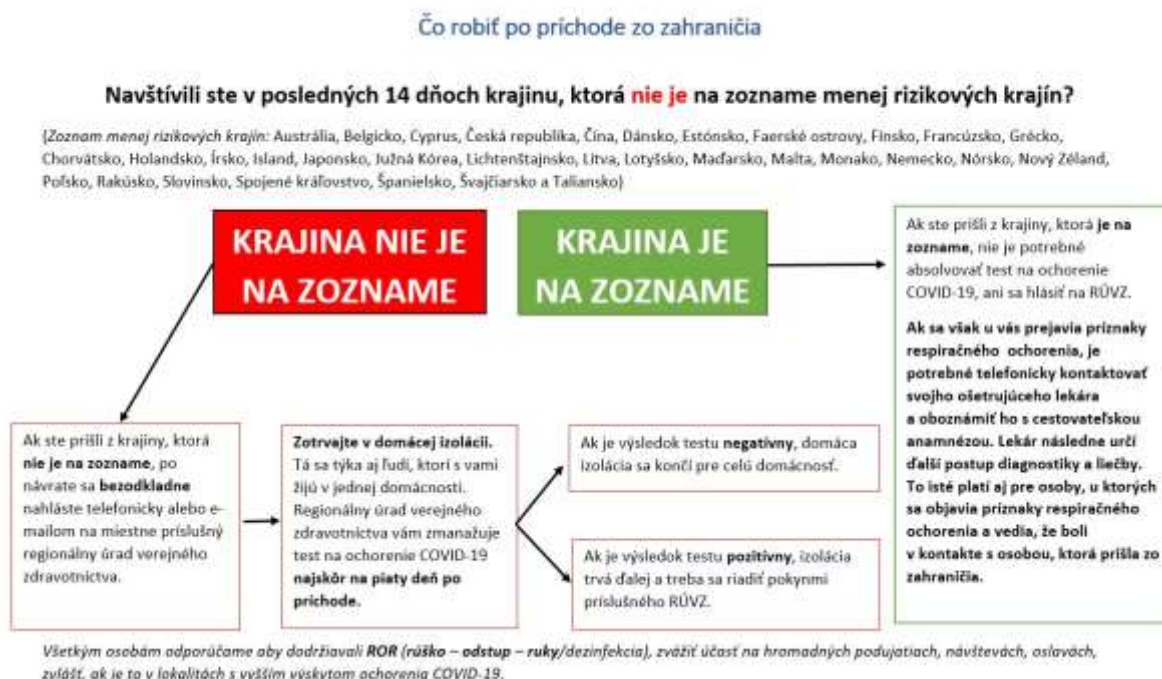 Čo robiť po príchode zo zahraničia
Navštívili ste v posledných 14 dňoch krajinu, ktorá nie je na zozname menej rizikových krajín?
(Zoznam menej rizikových krajín: Austrália, Belgicko, Cyprus, Česká republika, Čína, Dánsko, Estónsko, Faerské ostrovy, Fínsko, Francúzsko, Grécko,
Chorvátsko, Holandsko, Írsko, Island, Japonsko, Južná Kórea, Lichtenštajnsko, Litva, Lotyšsko, Maďarsko, Malta, Monako, Nemecko, Nórsko, Nový Zéland,
Poľsko, Rakúsko, Slovinsko, Spojené kráľovstvo, Španielsko, Švajčiarsko a Taliansko)
KRAJINA NIE JE
NA ZOZNAME
KRAJINA JE
NA ZOZNAME
Ak ste prišli z krajiny, ktorá je na
zozname, nie je potrebné
absolvovať test na ochorenie
COVID-19, ani sa hlásiť na RÚVZ.
Ak sa však u vás prejavia príznaky
respiračného ochorenia, je
potrebné telefonicky kontaktovať
svojho ošetrujúceho lekára
a oboznámiť ho s cestovateľskou
anamnézou. Lekár následne určí
ďalší postup diagnostiky a liečby.
To isté platí aj pre osoby, u ktorých
sa objavia príznaky respiračného
ochorenia a vedia, že boli
v kontakte s osobou, ktorá prišla zo
zahraničia.
Ak ste prišli z krajiny, ktorá
nie je na zozname, po
návrate sa bezodkladne
nahláste telefonicky alebo e-
mailom na miestne príslušný
regionálny úrad verejného
zdravotníctva.
Zotrvajte v domácej izolácii.
Tá sa týka aj ľudí, ktorí s vami
žijú v jednej domácnosti.
Regionálny úrad verejného
zdravotníctva vám zmanažuje
test na ochorenie COVID-19
najskôr na piaty deň po
príchode.
Ak je výsledok testu negatívny, domáca
izolácia sa končí pre celú domácnosť.
Ak je výsledok testu pozitívny, izolácia
trvá ďalej a treba sa riadiť pokynmi
príslušného RÚVZ.
Všetkým osobám odporúčame aby dodržiavali ROR (rúško – odstup – ruky/dezinfekcia), zvážiť účasť na hromadných podujatiach, návštevách, oslavách,
zvlášť, ak je to v lokalitách s vyšším výskytom ochorenia COVID-19.